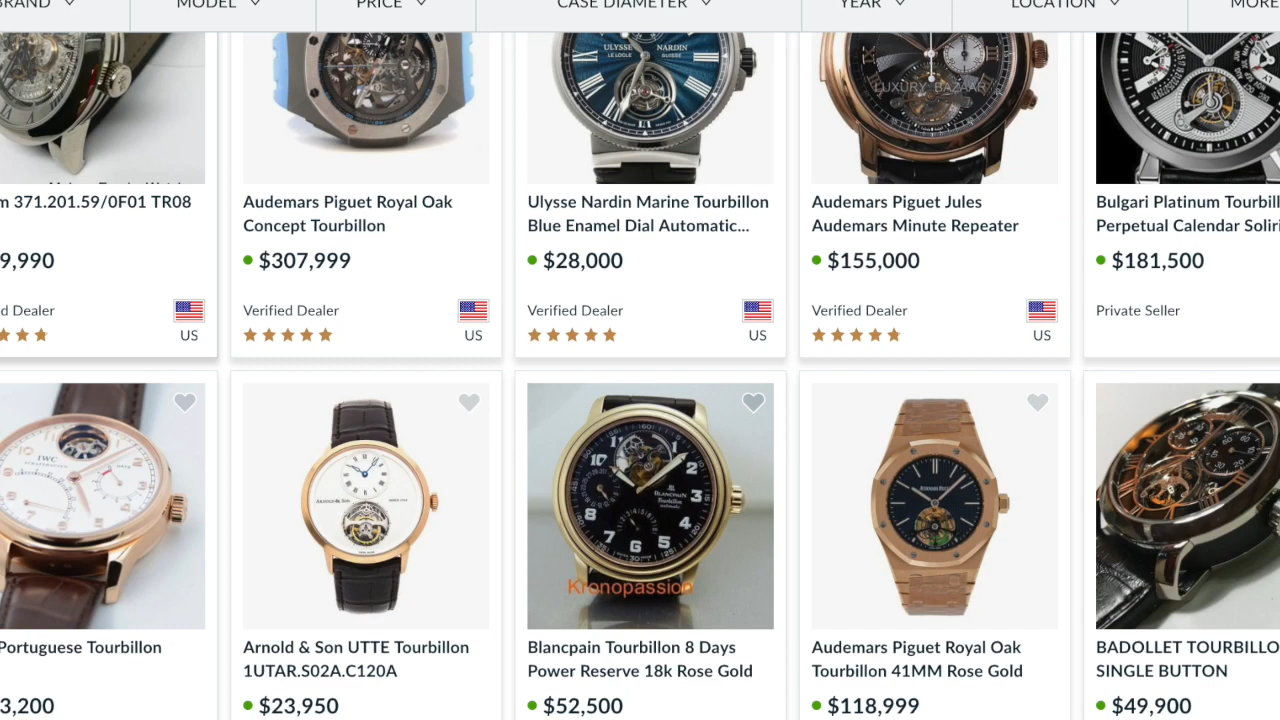 BRAND MODEL PRICE CASE DIAMETER YEAR LOCATION MORE
ULYSSE NARDIN
LE LOCLE SUISSE
LUXURY BAZAAR
371.201.59/0F01 TR08
Audemars Piguet Royal Oak
Concept Tourbillon
Ulysse Nardin Marine Tourbillon
Blue Enamel Dial Automatic...
Audemars Piguet Jules
Audemars Minute Repeater
Bulgari Platinum Tourbill
Perpetual Calendar Soliri
9,990
$307,999
$28,000
$155,000
$181,500
d Dealer
Verified Dealer
Verified Dealer
Verified Dealer
Private Seller
US
US
US
US
IWC
ARNOLD & SON
BLANCPAIN
Tourbillon
Kronopassion
Portuguese Tourbillon
Arnold & Son UTTE Tourbillon
1UTAR.S02A.C120A
Blancpain Tourbillon 8 Days
Power Reserve 18k Rose Gold
Audemars Piguet Royal Oak
Tourbillon 41MM Rose Gold
BADOLLET TOURBILLO
SINGLE BUTTON
3,200
$23,950
$52,500
$118,999
$49,900